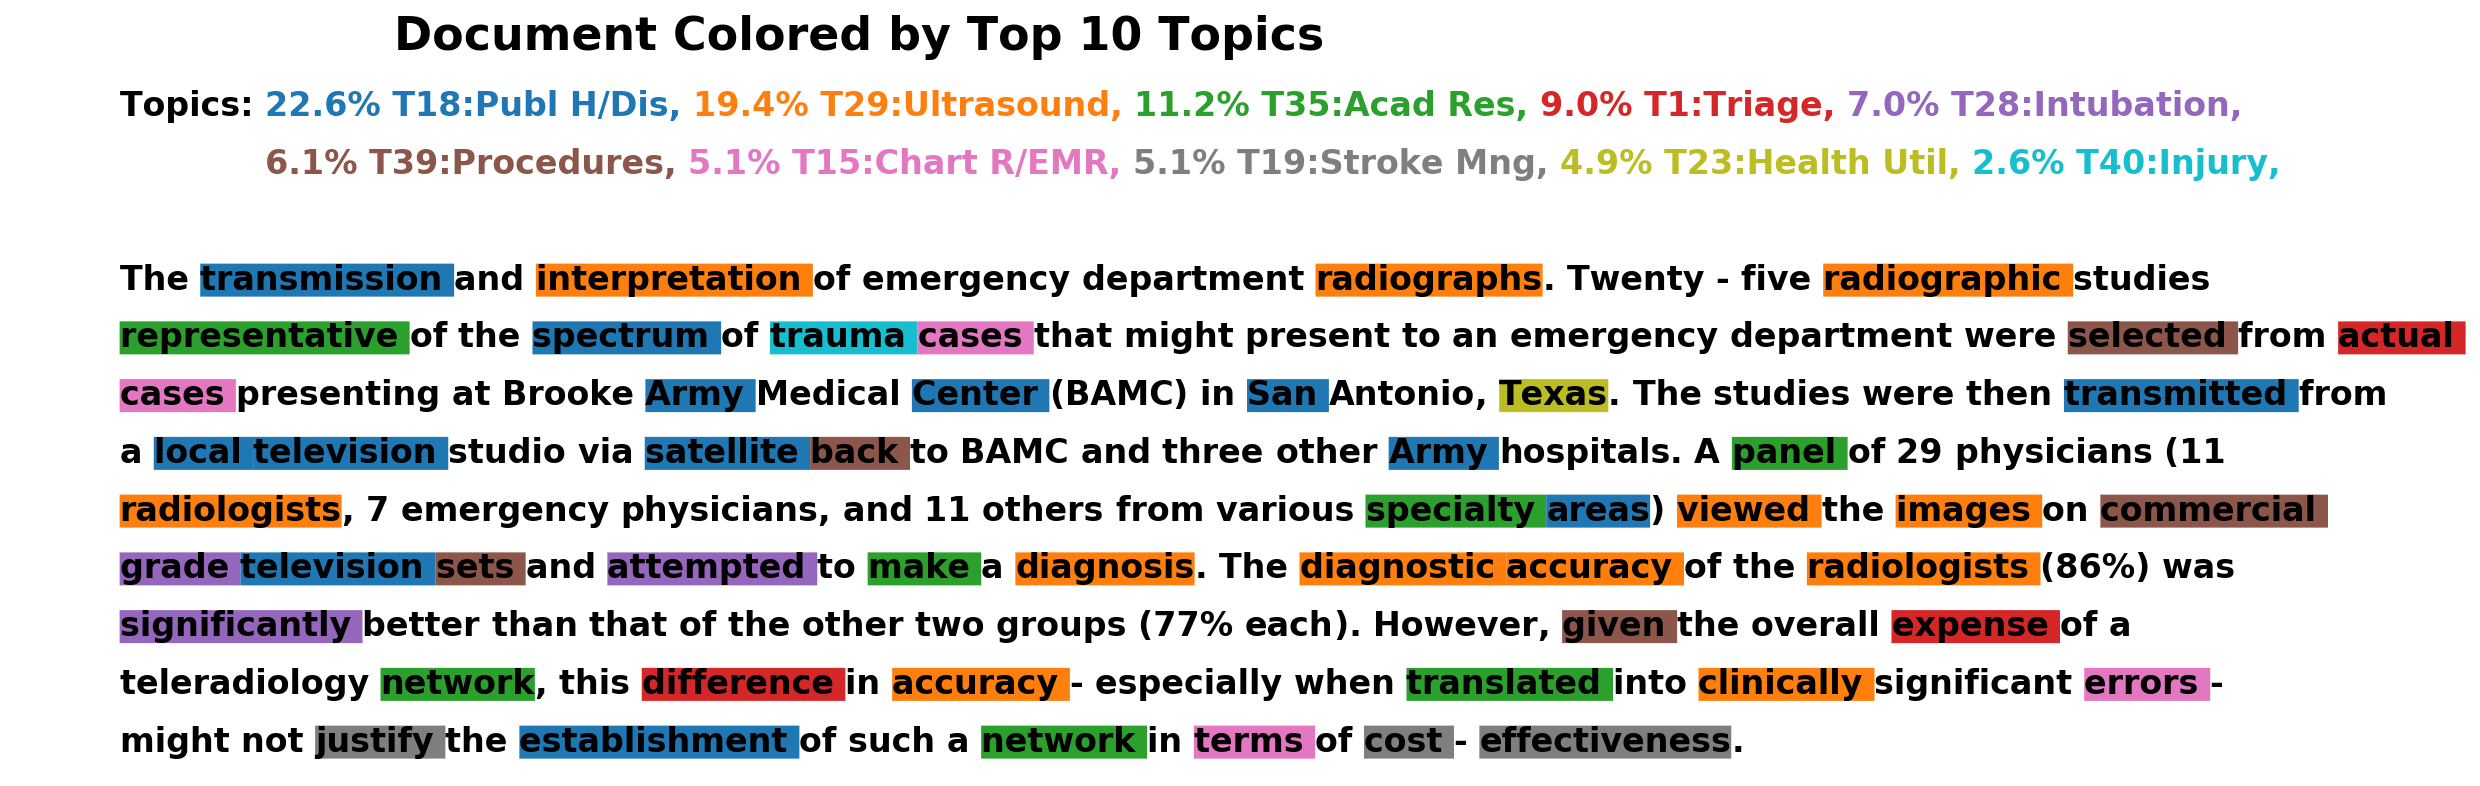 Document Colored by Top 10 Topics
Topics: 22.6% T18:Publ H/Dis, 19.4% T29:Ultrasound, 11.2% T35:Acad Res, 9.0% T1:Triage, 7.0% T28:Intubation,
6.1% T39:Procedures, 5.1% T15:Chart R/EMR, 5.1% T19:Stroke Mng, 4.9% T23:Health Util, 2.6% T40:Injury,
The transmission and interpretation of emergency department radiographs. Twenty - five radiographic studies
representative of the spectrum of trauma cases that might present to an emergency department were selected from actual
cases presenting at Brooke Army Medical Center (BAMC) in San Antonio, Texas. The studies were then transmitted from
a local television studio via satellite back to BAMC and three other Army hospitals. A panel of 29 physicians (11
radiologists, 7 emergency physicians, and 11 others from various specialty areas) viewed the images on commercial
grade television sets and attempted to make a diagnosis. The diagnostic accuracy of the radiologists (86%) was
significantly better than that of the other two groups (77% each). However, given the overall expense of a
teleradiology network, this difference in accuracy - especially when translated into clinically significant errors -
might not justify the establishment of such a network in terms of cost - effectiveness.